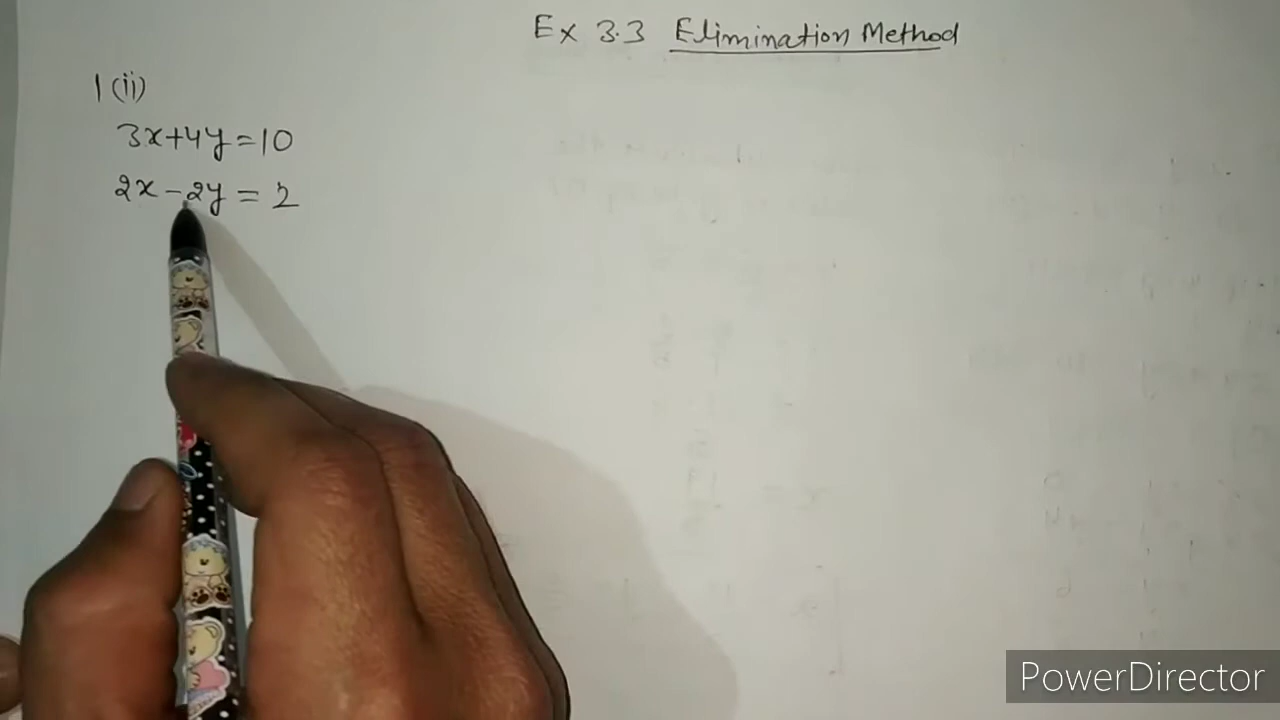 Ex 3.3 Elimination Method
1 (ii)
3x+4y=10
2x-2y=2
PowerDirector